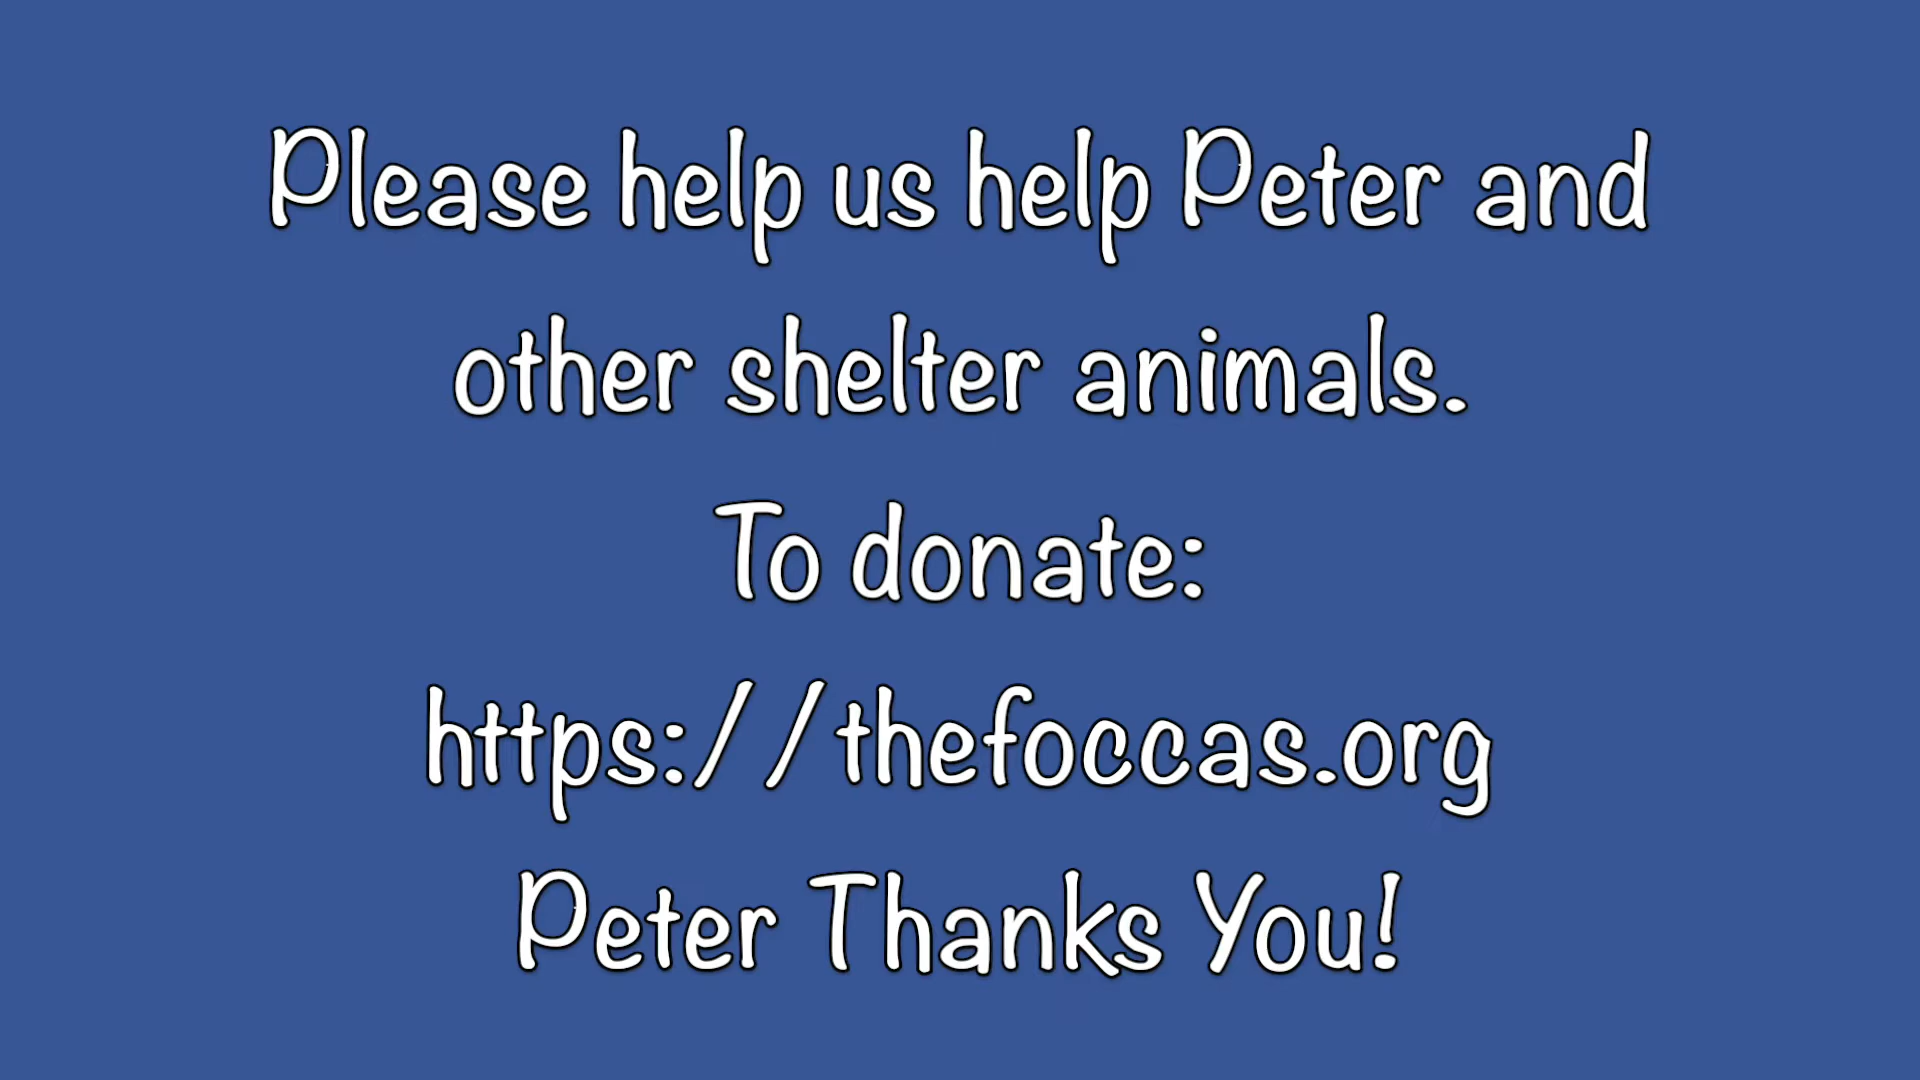 Please help us help Peter and
other shelter animals.
To donate:
https://thefoccas.org
Peter Thanks You!